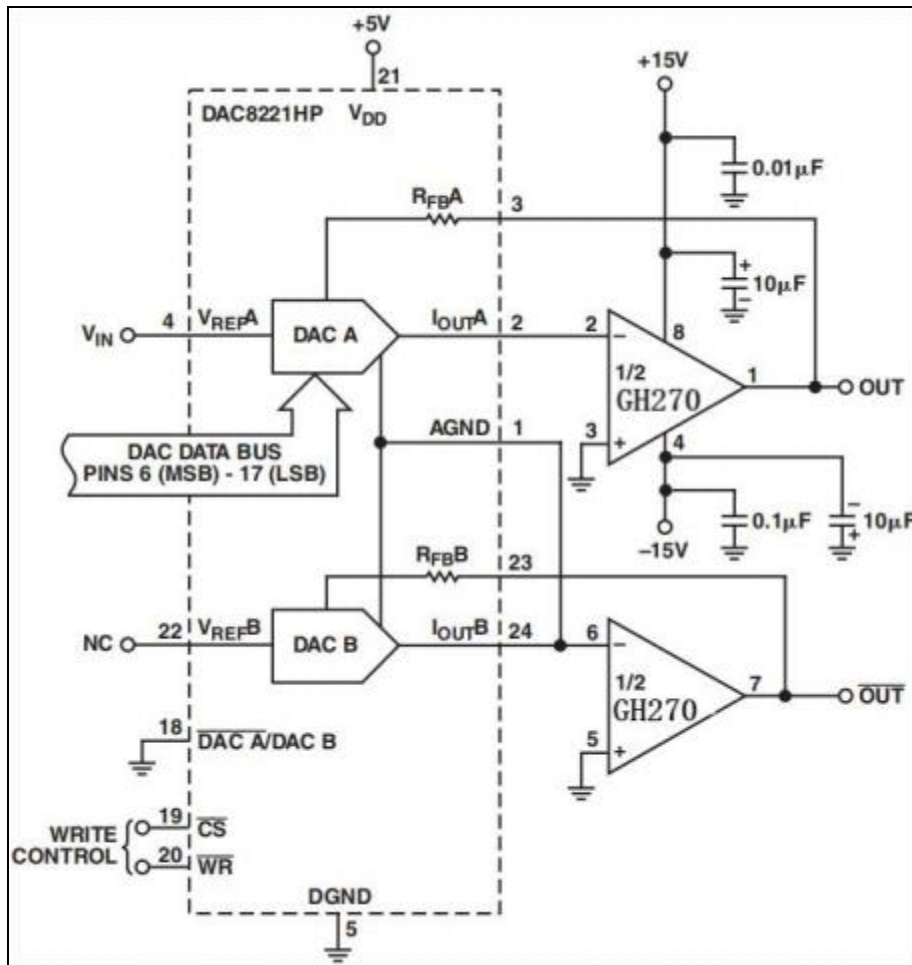 +5V
21
+15V
DAC8221HP
VDD
0.01μF
RFBA
3
+
10μF
−
4
VREFA
IOUTA
2
2
−
8
VIN
DAC A
1/2
GH270
1
OUT
AGND
1
3
+
4
DAC DATA BUS
PINS 6 (MSB) - 17 (LSB)
0.1μF
−
10μF
+
−15V
RFBB
23
22
VREFB
IOUTB
24
6
−
NC
DAC B
1/2
GH270
7
OUT
18
5
+
DAC A/DAC B
WRITE
CONTROL
19
CS
20
WR
DGND
5